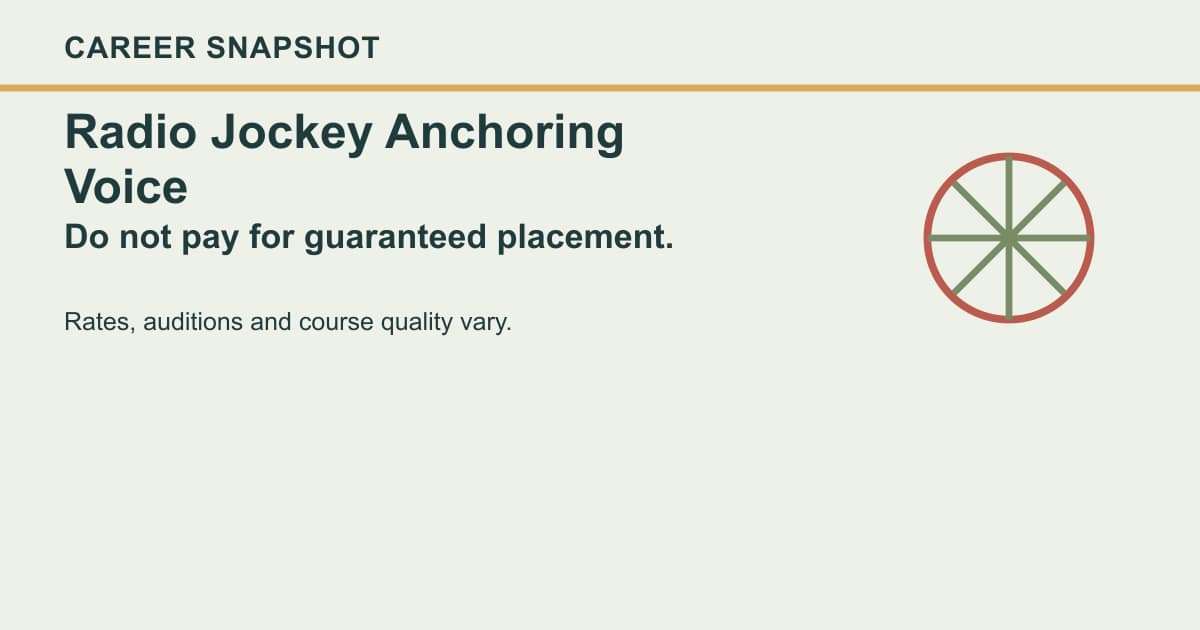 CAREER SNAPSHOT
Radio Jockey Anchoring
Voice
Do not pay for guaranteed placement.
Rates, auditions and course quality vary.